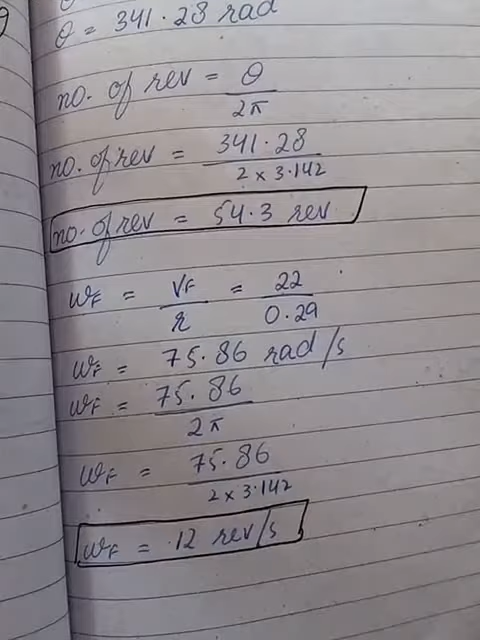 θ = 341.28 rad
no. of rev = θ / 2π
no. of rev = 341.28 / 2 x 3.142
no. of rev = 54.3 rev
ωF = VF / r = 22 / 0.29
ωF = 75.86 rad/s
ωF = 75.86 / 2π
ωF = 75.86 / 2 x 3.142
ωF = 12 rev/s